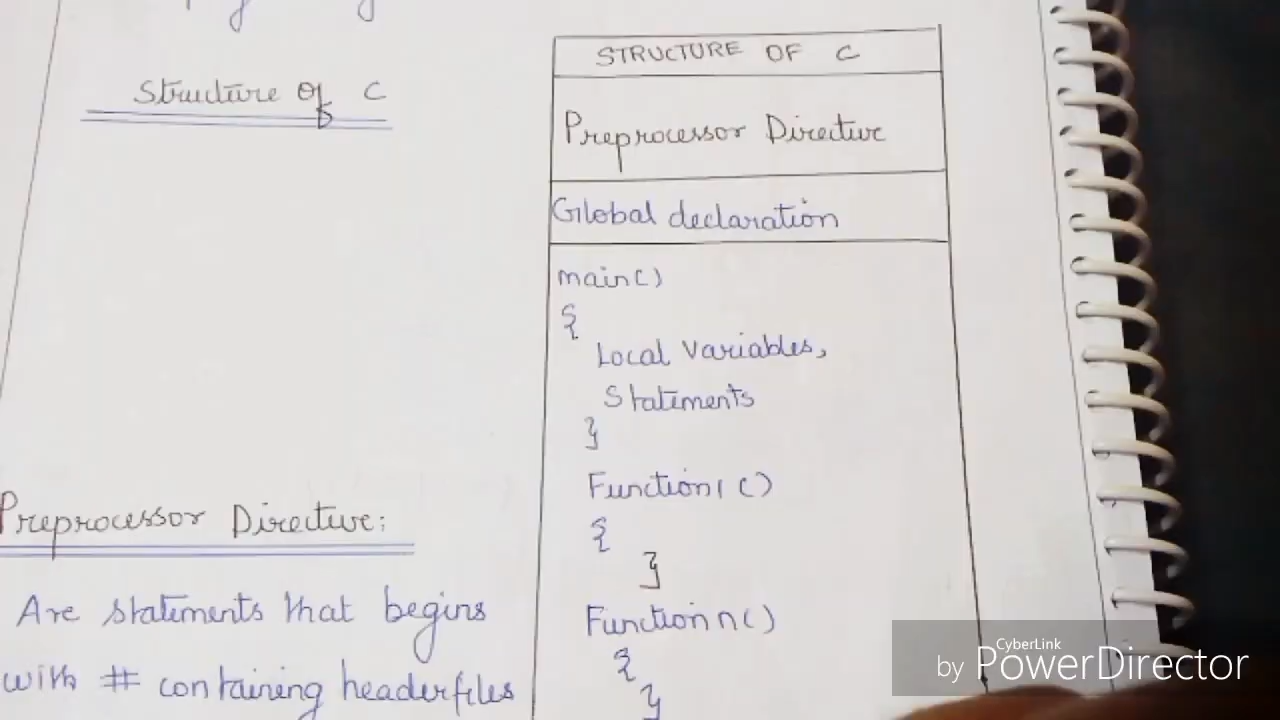 Structure Of C
Preprocessor Directive:
Are statements that begins
with # containing headerfiles
STRUCTURE OF C
Preprocessor Directive
Global declaration
main()
{
Local Variables,
Statements
}
Function1()
{
}
Function n()
{
}
CyberLink
by PowerDirector